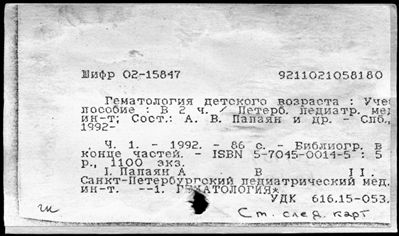 Шифр 02-15847 9211021058180
Гематология детского возраста : Учеб
пособие : В 2 ч. / Петерб. педиатр. мед
ин-т; Сост.: А. В. Папаян и др. - Спб.,
1992-
Ч. 1. - 1992. - 86 с. - Библиогр. в
конце частей. - ISBN 5-7045-0014-5 : 5
р., 1100 экз.
I. Папаян А В II.
Санкт-Петербургский педиатрический мед.
ин-т. --1. ГЕМАТОЛОГИЯ*
УДК 616.15-053.
Ст. след. карт